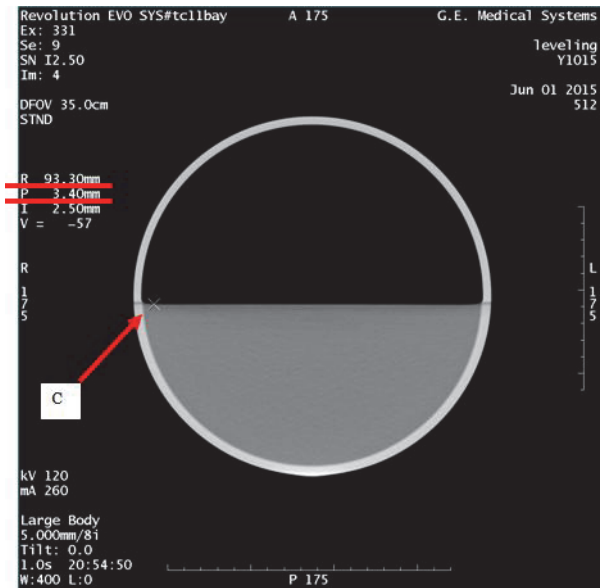 Revolution EVO SYS#tcl1bay
A 175
G.E. Medical Systems
Ex: 331
Se: 9
SN I2.50
Im: 4
leveling
Y1015
Jun 01 2015
512
DFOV 35.0cm
STND
R 93.30mm
P 3.40mm
I 2.50mm
V = -57
R
1
7
5
L
1
7
5
C
kV 120
mA 260
Large Body
5.000mm/8i
Tilt: 0.0
1.0s 20:54:50
W:400 L:0
P 175